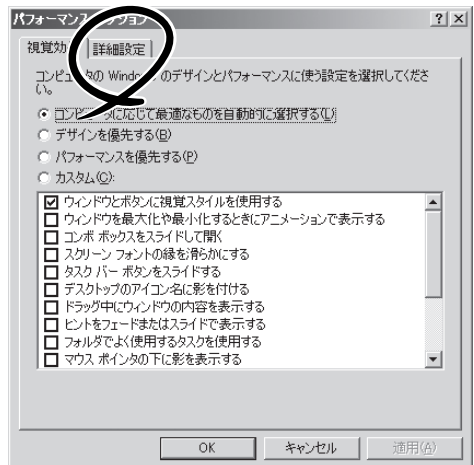 パフォーマンス
視覚効 詳細設定
コンピュータの Windows のデザインとパフォーマンスに使う設定を選択してくださ
い。
コンピュータに応じて最適なものを自動的に選択する(L)
デザインを優先する(B)
パフォーマンスを優先する(P)
カスタム(C):
ウィンドウとボタンに視覚スタイルを使用する
ウィンドウを最大化や最小化するときにアニメーションで表示する
コンボ ボックスをスライドして開く
スクリーン フォントの縁を滑らかにする
タスク バー ボタンをスライドする
デスクトップのアイコン名に影を付ける
ドラッグ中にウィンドウの内容を表示する
ヒントをフェードまたはスライドで表示する
フォルダでよく使用するタスクを使用する
マウス ポインタの下に影を表示する
OK キャンセル 適用(A)